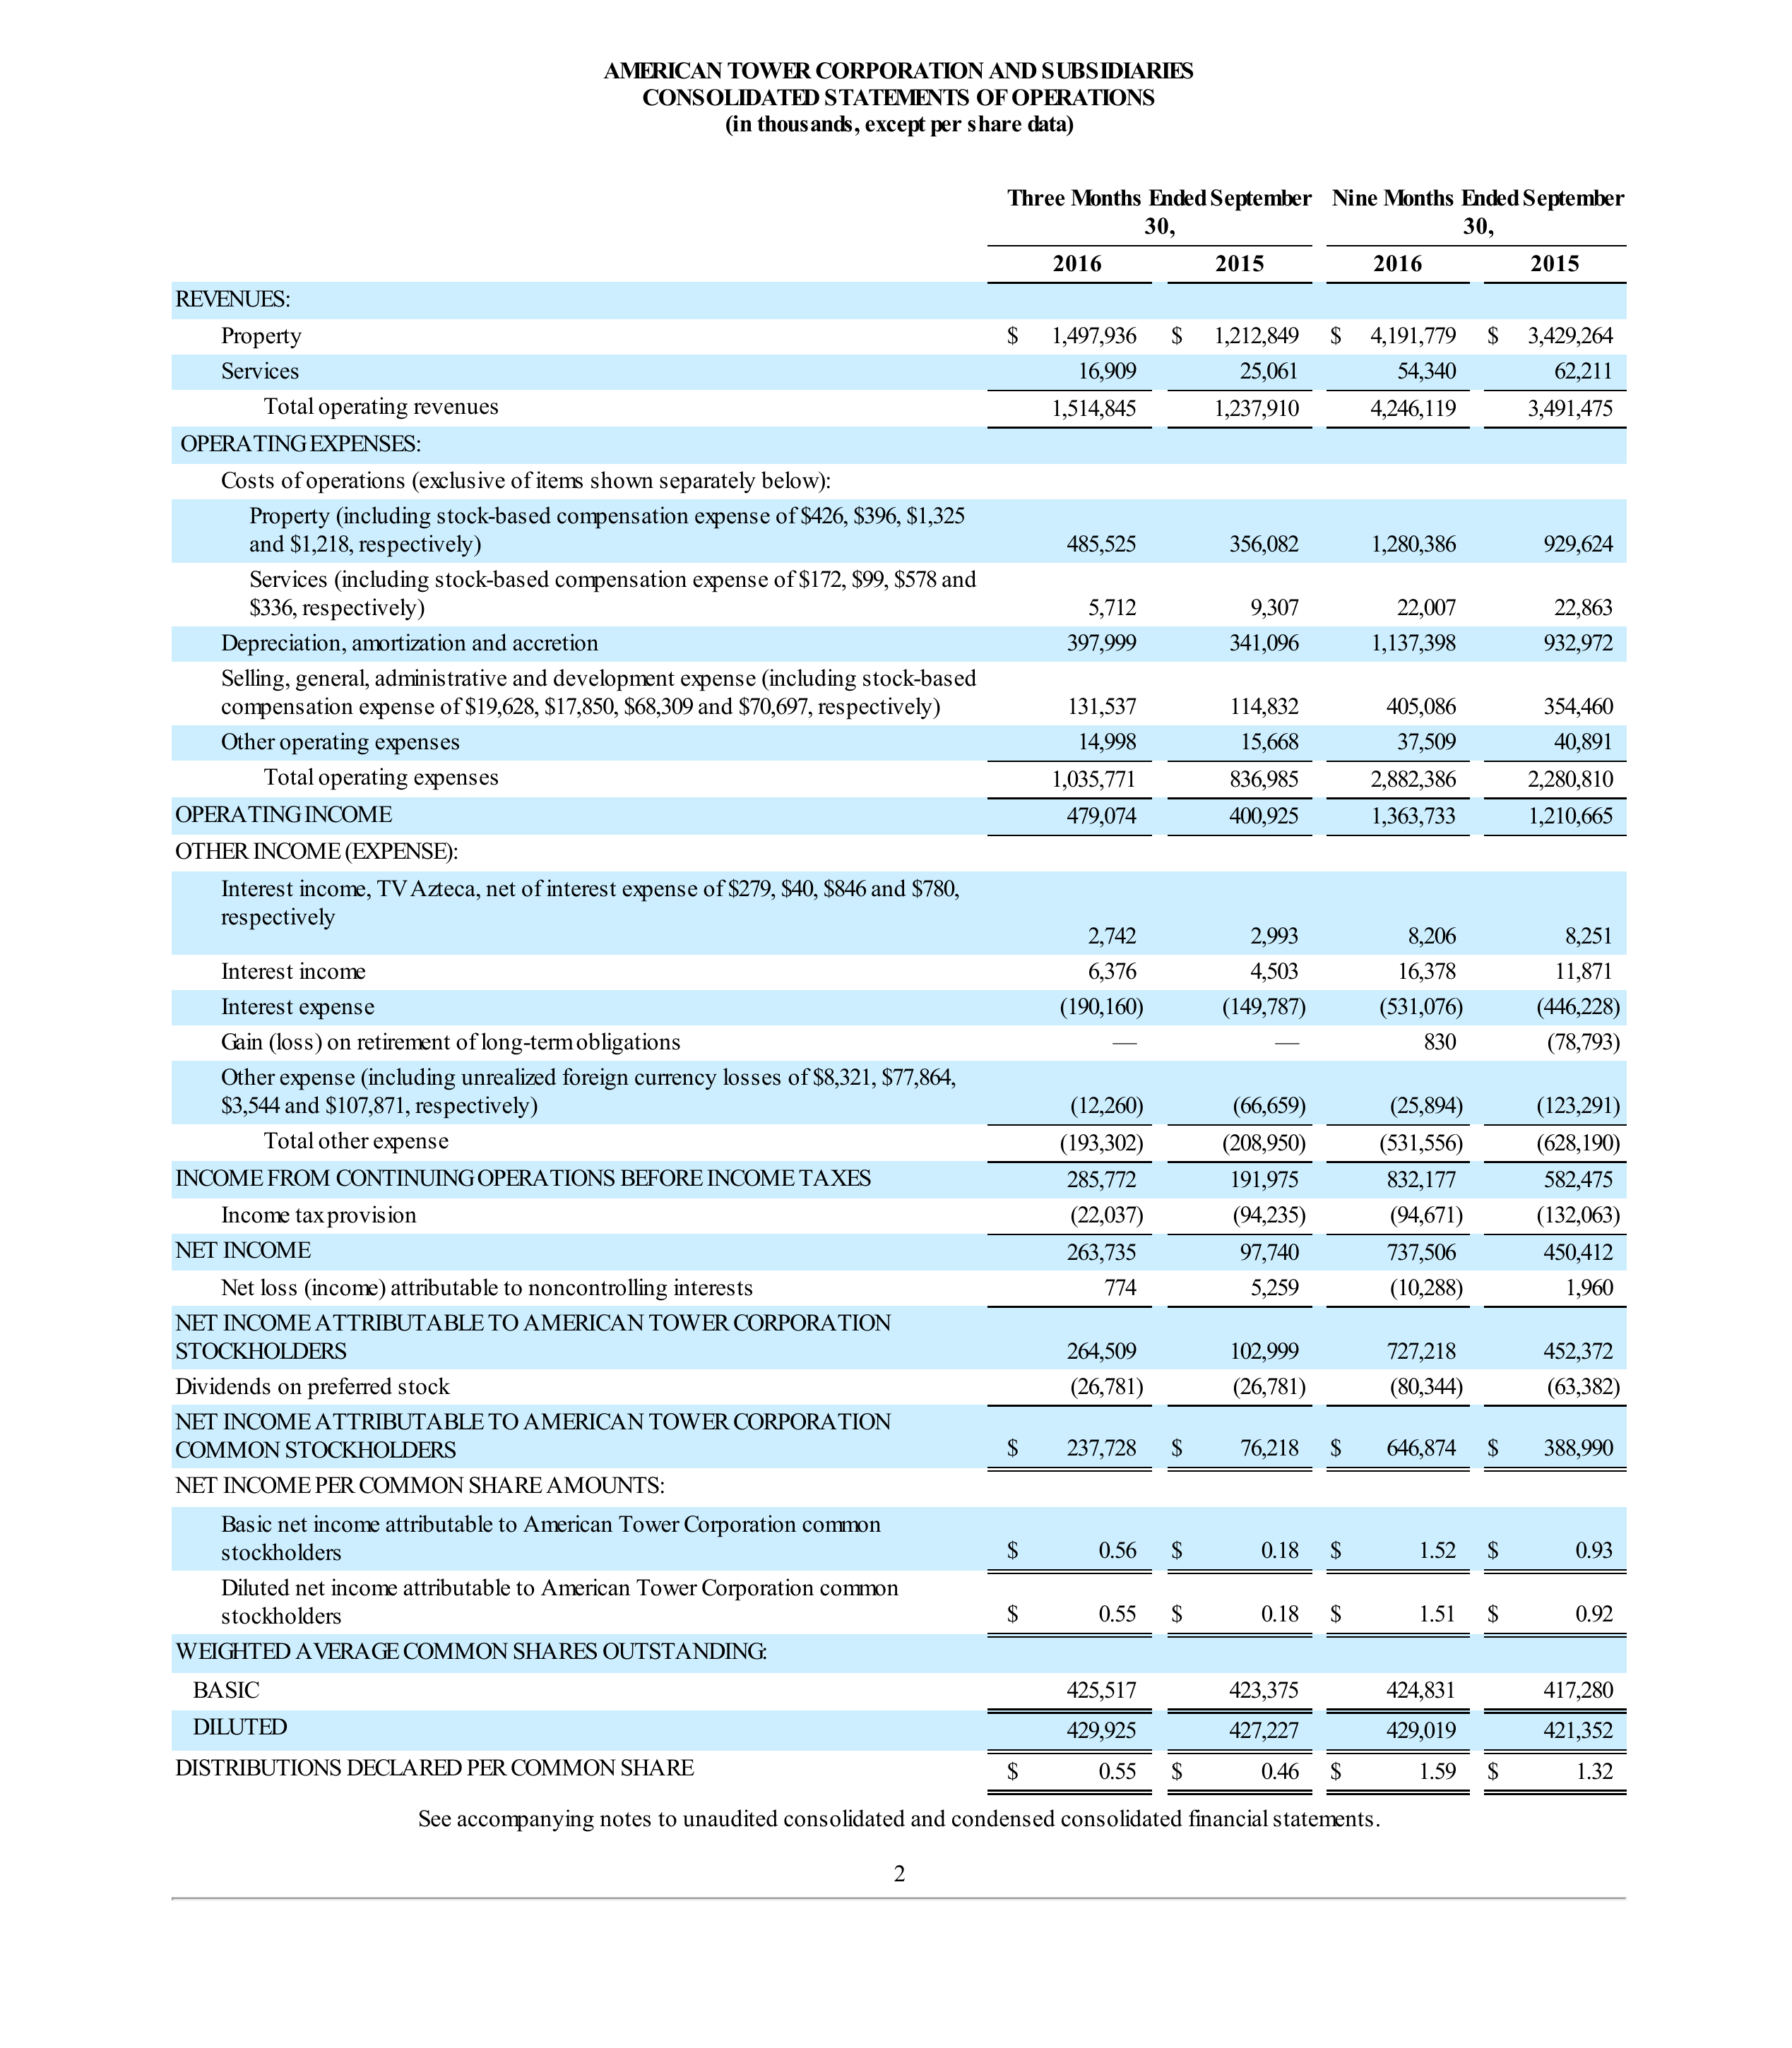 AMERICAN TOWER CORPORATION AND SUBSIDIARIES
CONSOLIDATED STATEMENTS OF OPERATIONS
(in thousands, except per share data)
Three Months Ended September 30, Nine Months Ended September 30,
2016 2015 2016 2015
REVENUES:
Property $ 1,497,936 $ 1,212,849 $ 4,191,779 $ 3,429,264
Services 16,909 25,061 54,340 62,211
Total operating revenues 1,514,845 1,237,910 4,246,119 3,491,475
OPERATING EXPENSES:
Costs of operations (exclusive of items shown separately below):
Property (including stock-based compensation expense of $426, $396, $1,325
and $1,218, respectively) 485,525 356,082 1,280,386 929,624
Services (including stock-based compensation expense of $172, $99, $578 and
$336, respectively) 5,712 9,307 22,007 22,863
Depreciation, amortization and accretion 397,999 341,096 1,137,398 932,972
Selling, general, administrative and development expense (including stock-based
compensation expense of $19,628, $17,850, $68,309 and $70,697, respectively) 131,537 114,832 405,086 354,460
Other operating expenses 14,998 15,668 37,509 40,891
Total operating expenses 1,035,771 836,985 2,882,386 2,280,810
OPERATING INCOME 479,074 400,925 1,363,733 1,210,665
OTHER INCOME (EXPENSE):
Interest income, TV Azteca, net of interest expense of $279, $40, $846 and $780,
respectively 2,742 2,993 8,206 8,251
Interest income 6,376 4,503 16,378 11,871
Interest expense (190,160) (149,787) (531,076) (446,228)
Gain (loss) on retirement of long-term obligations — — 830 (78,793)
Other expense (including unrealized foreign currency losses of $8,321, $77,864,
$3,544 and $107,871, respectively) (12,260) (66,659) (25,894) (123,291)
Total other expense (193,302) (208,950) (531,556) (628,190)
INCOME FROM CONTINUING OPERATIONS BEFORE INCOME TAXES 285,772 191,975 832,177 582,475
Income tax provision (22,037) (94,235) (94,671) (132,063)
NET INCOME 263,735 97,740 737,506 450,412
Net loss (income) attributable to noncontrolling interests 774 5,259 (10,288) 1,960
NET INCOME ATTRIBUTABLE TO AMERICAN TOWER CORPORATION
STOCKHOLDERS 264,509 102,999 727,218 452,372
Dividends on preferred stock (26,781) (26,781) (80,344) (63,382)
NET INCOME ATTRIBUTABLE TO AMERICAN TOWER CORPORATION
COMMON STOCKHOLDERS $ 237,728 $ 76,218 $ 646,874 $ 388,990
NET INCOME PER COMMON SHARE AMOUNTS:
Basic net income attributable to American Tower Corporation common
stockholders $ 0.56 $ 0.18 $ 1.52 $ 0.93
Diluted net income attributable to American Tower Corporation common
stockholders $ 0.55 $ 0.18 $ 1.51 $ 0.92
WEIGHTED AVERAGE COMMON SHARES OUTSTANDING:
BASIC 425,517 423,375 424,831 417,280
DILUTED 429,925 427,227 429,019 421,352
DISTRIBUTIONS DECLARED PER COMMON SHARE $ 0.55 $ 0.46 $ 1.59 $ 1.32
See accompanying notes to unaudited consolidated and condensed consolidated financial statements.
2